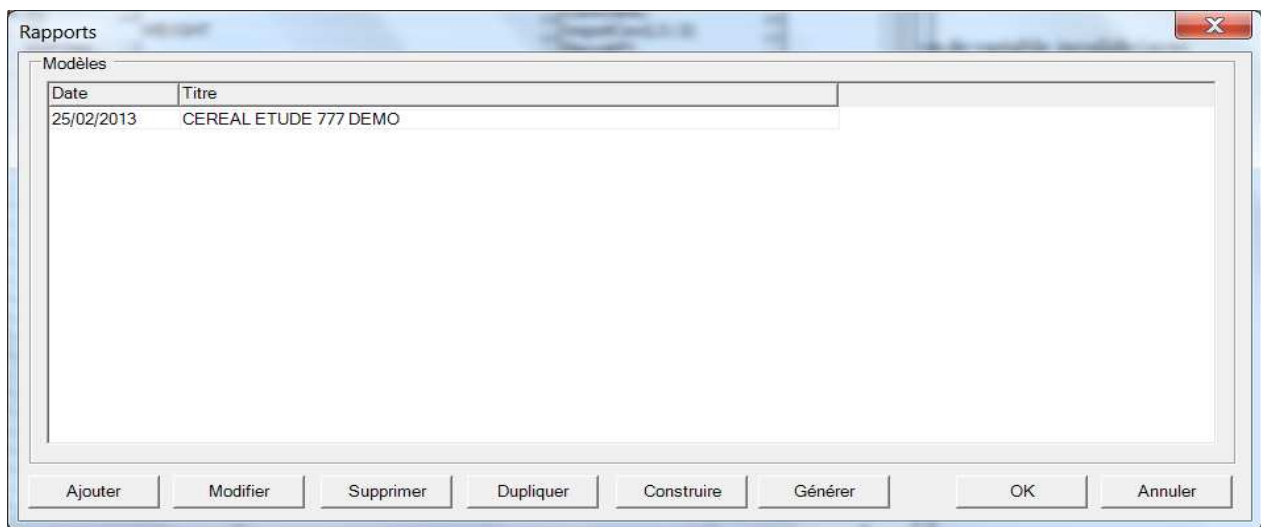 Rapports
Modèles
Date Titre
25/02/2013 CEREAL ETUDE 777 DEMO
Ajouter Modifier Supprimer Dupliquer Construire Générer OK Annuler